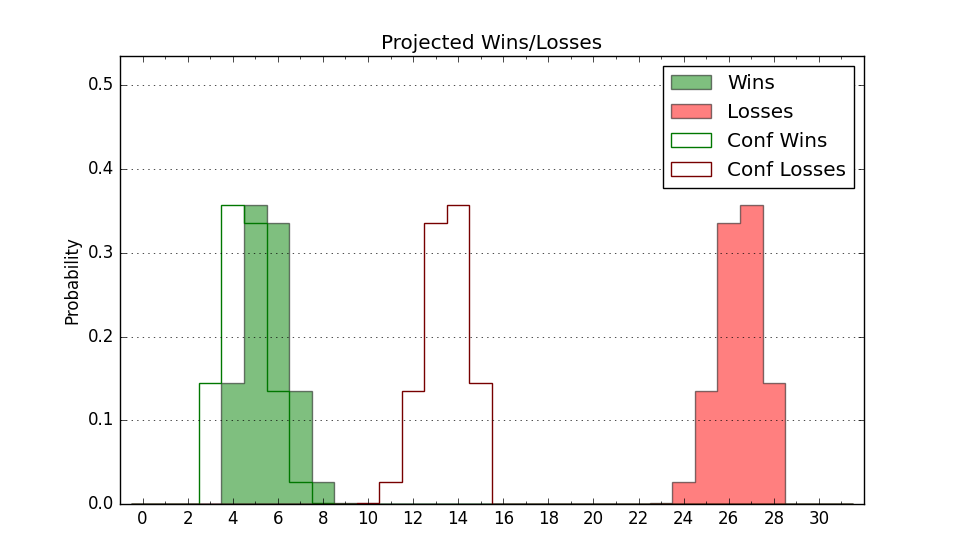 Projected Wins/Losses
0.5
0.4
0.3
0.2
0.1
0.0
Probability
Wins
Losses
Conf Wins
Conf Losses
0 2 4 6 8 10 12 14 16 18 20 22 24 26 28 30